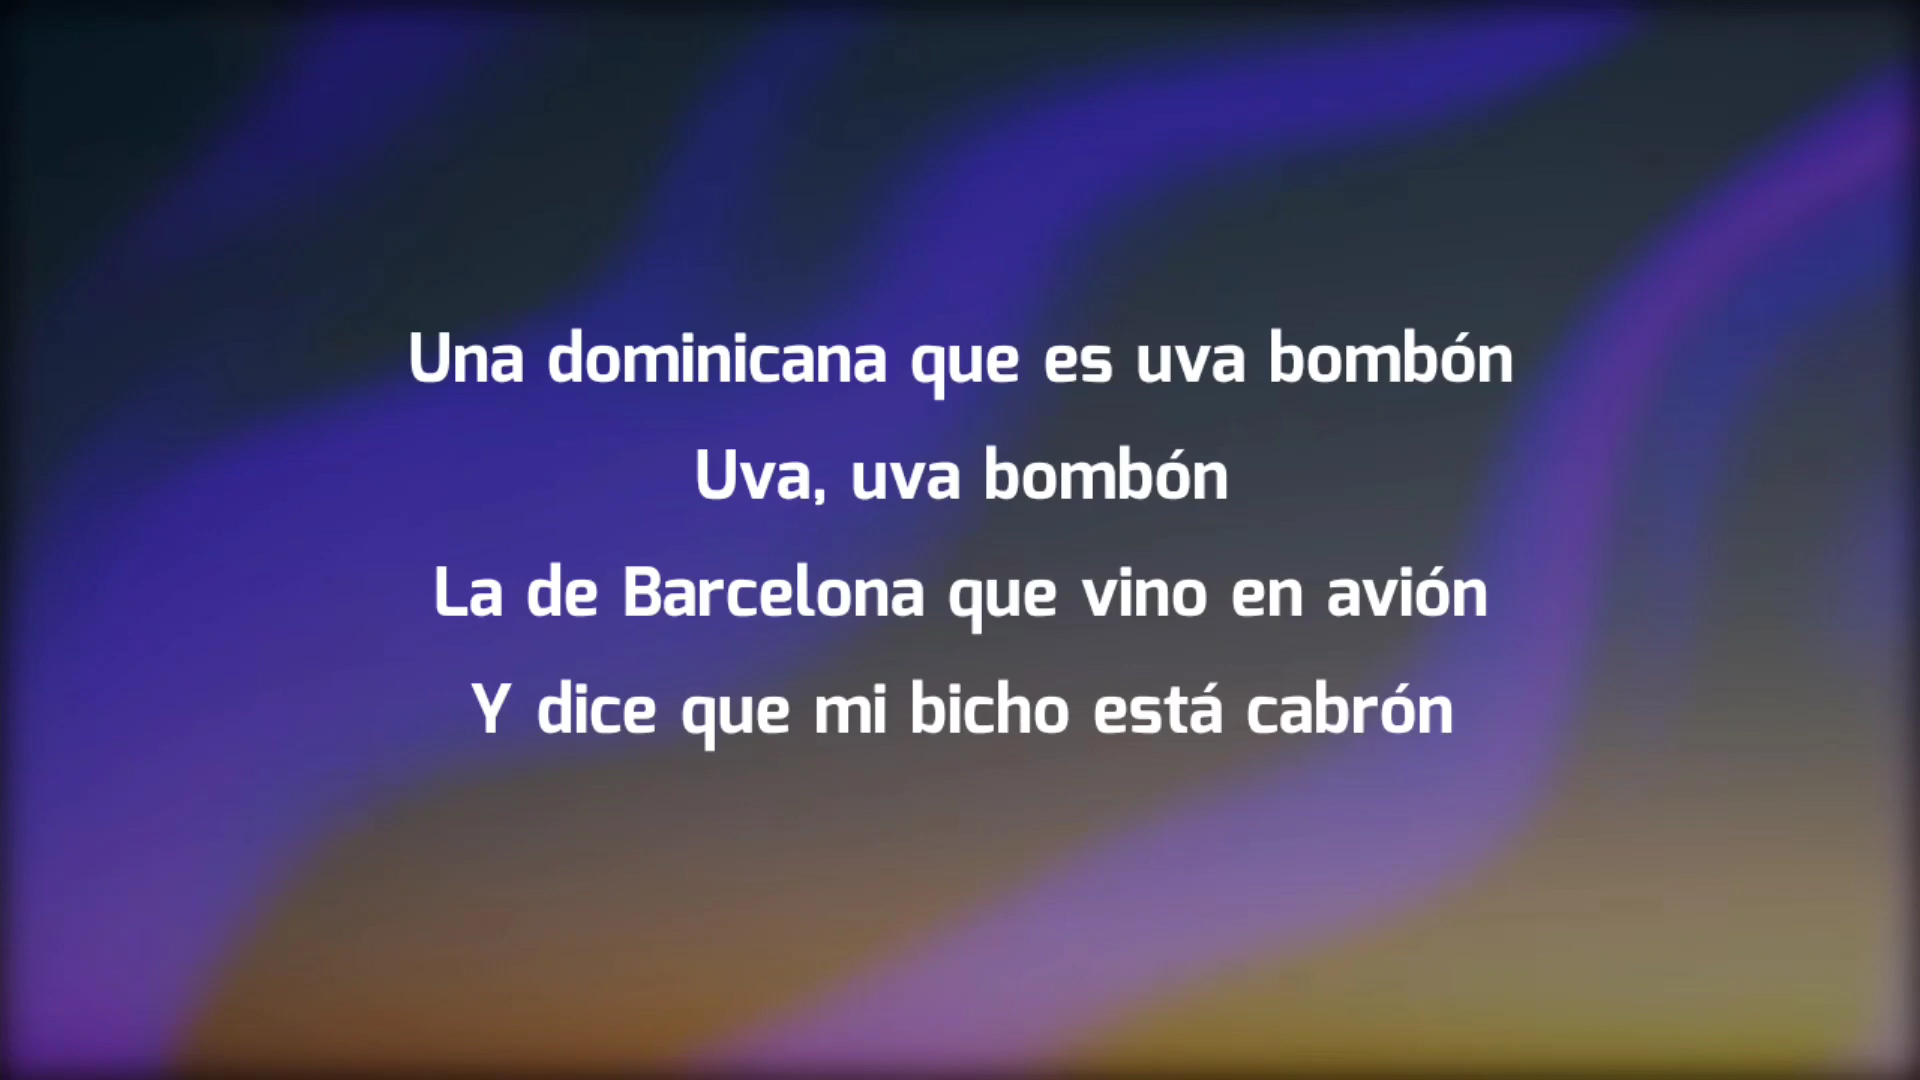 Una dominicana que es uva bombón
Uva, uva bombón
La de Barcelona que vino en avión
Y dice que mi bicho está cabrón